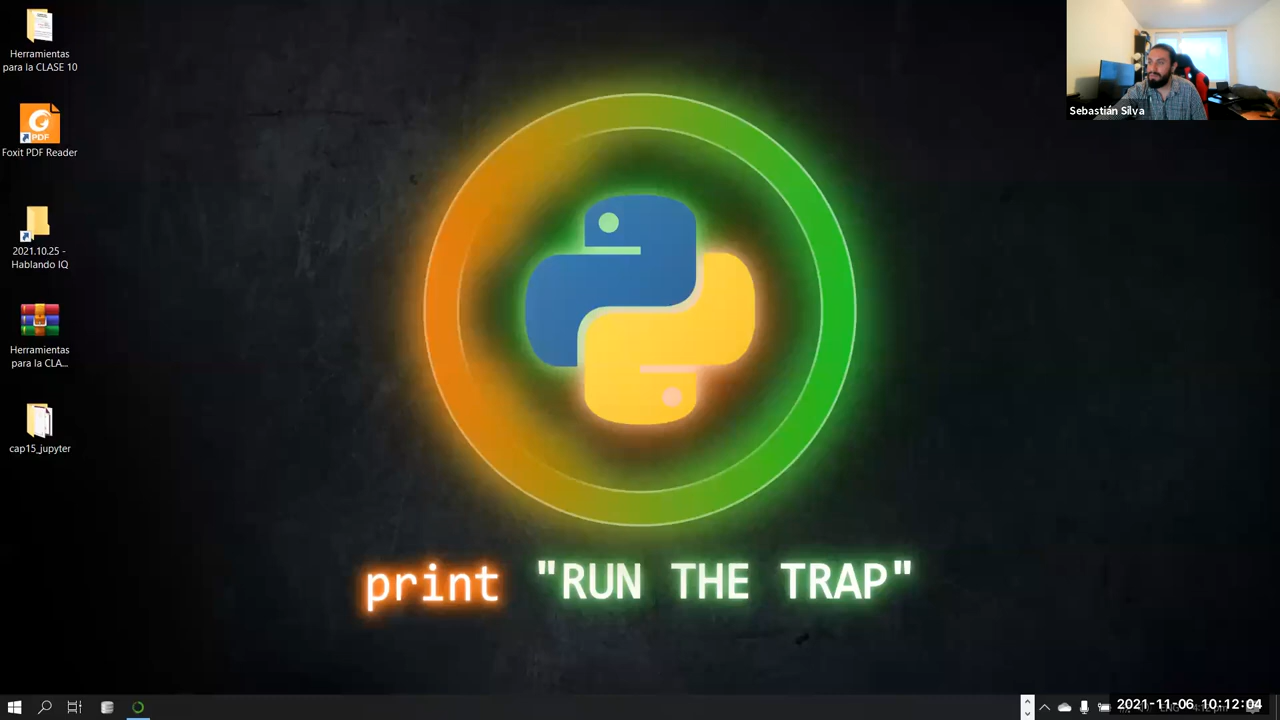 Herramientas
para la CLASE 10
Foxit PDF Reader
2021.10.25 -
Hablando IQ
Herramientas
para la CLA...
cap15_jupyter
Sebastián Silva
print "RUN THE TRAP"
2021-11-06 10:12:04